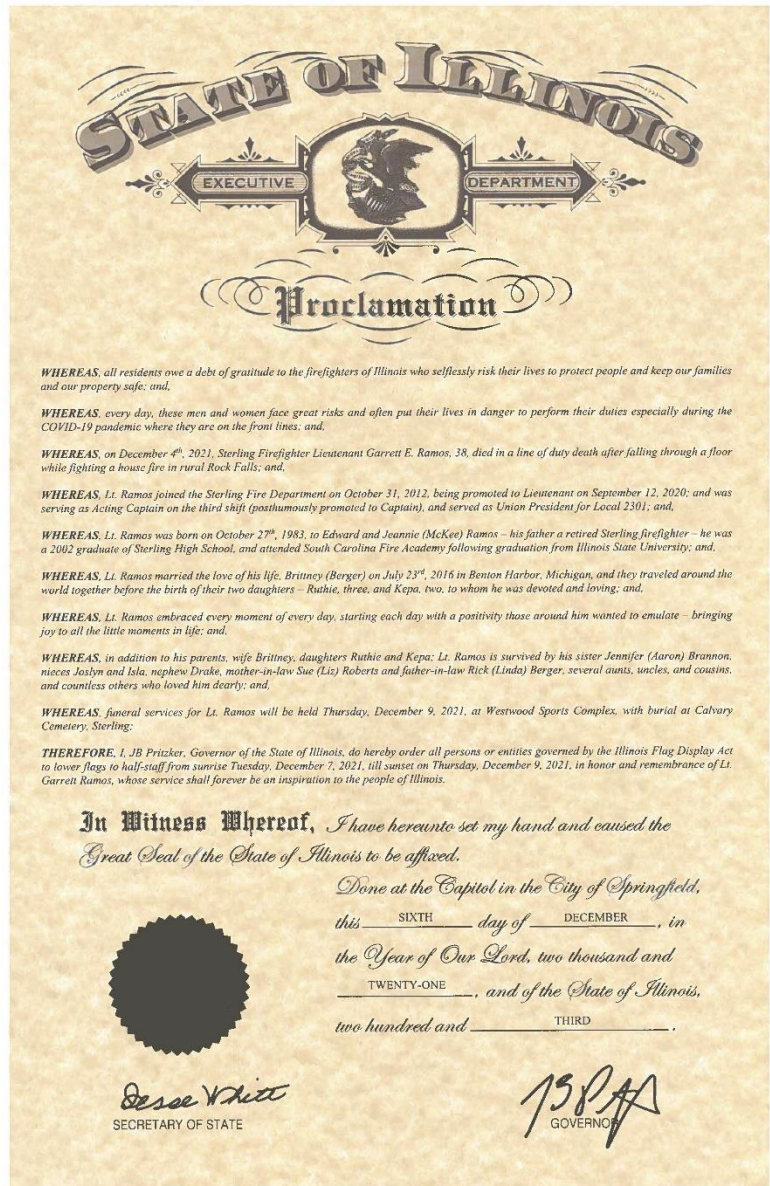 STATE OF ILLINOIS
EXECUTIVE DEPARTMENT
Proclamation
WHEREAS, all residents owe a debt of gratitude to the firefighters of Illinois who selflessly risk their lives to protect people and keep our families
and our property safe; and,
WHEREAS, every day, these men and women face great risks and often put their lives in danger to perform their duties especially during the
COVID-19 pandemic where they are on the front lines; and,
WHEREAS, on December 4th, 2021, Sterling Firefighter Lieutenant Garrett E. Ramos, 38, died in a line of duty death after falling through a floor
while fighting a house fire in rural Rock Falls; and,
WHEREAS, Lt. Ramos joined the Sterling Fire Department on October 31, 2012, being promoted to Lieutenant on September 12, 2020; and was
serving as Acting Captain on the third shift (posthumously promoted to Captain), and served as Union President for Local 2301; and,
WHEREAS, Lt. Ramos was born on October 27th, 1983, to Edward and Jeannie (McKee) Ramos – his father a retired Sterling firefighter – he was
a 2002 graduate of Sterling High School, and attended South Carolina Fire Academy following graduation from Illinois State University; and,
WHEREAS, Lt. Ramos married the love of his life, Brittney (Berger) on July 23rd, 2016 in Benton Harbor, Michigan, and they traveled around the
world together before the birth of their two daughters – Ruthie, three, and Kepa, two, to whom he was devoted and loving; and,
WHEREAS, Lt. Ramos embraced every moment of every day, starting each day with a positivity those around him wanted to emulate – bringing
joy to all the little moments in life; and,
WHEREAS, in addition to his parents, wife Brittney, daughters Ruthie and Kepa; Lt. Ramos is survived by his sister Jennifer (Aaron) Brannon,
nieces Joslyn and Isla, nephew Drake, mother-in-law Sue (Liz) Roberts and father-in-law Rick (Linda) Berger, several aunts, uncles, and cousins,
and countless others who loved him dearly; and,
WHEREAS, funeral services for Lt. Ramos will be held Thursday, December 9, 2021, at Westwood Sports Complex, with burial at Calvary
Cemetery, Sterling;
THEREFORE, I, JB Pritzker, Governor of the State of Illinois, do hereby order all persons or entities governed by the Illinois Flag Display Act
to lower flags to half-staff from sunrise Tuesday, December 7, 2021, till sunset on Thursday, December 9, 2021, in honor and remembrance of Lt.
Garrett Ramos, whose service shall forever be an inspiration to the people of Illinois.
In Witness Whereof, I have hereunto set my hand and caused the
Great Seal of the State of Illinois to be affixed.
Done at the Capitol in the City of Springfield,
this SIXTH day of DECEMBER, in
the Year of Our Lord, two thousand and
TWENTY-ONE, and of the State of Illinois,
two hundred and THIRD.
Jesse White
SECRETARY OF STATE
GOVERNOR